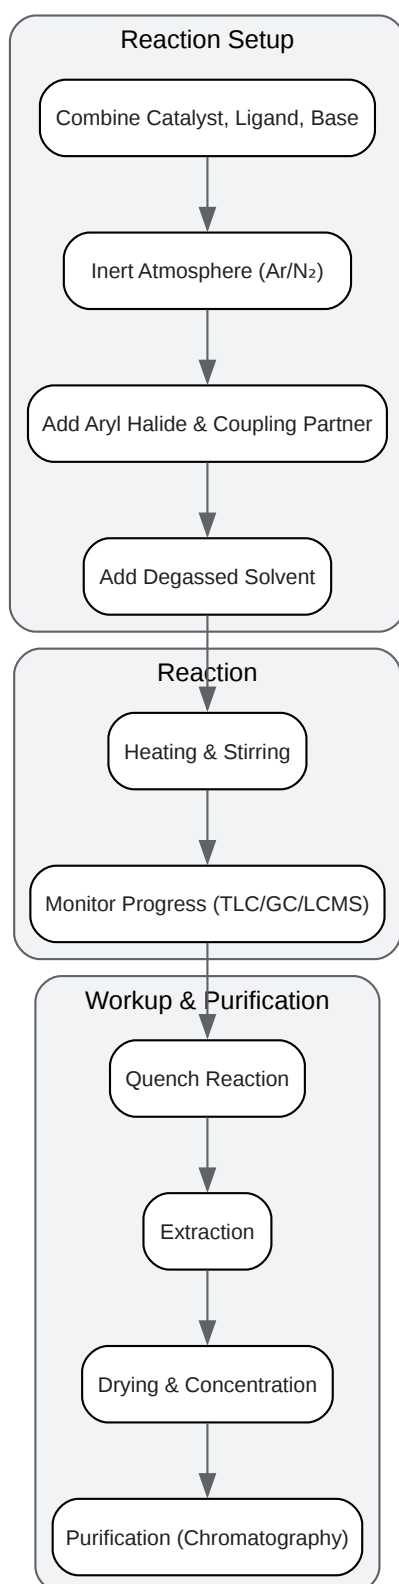 Reaction Setup
Combine Catalyst, Ligand, Base
Inert Atmosphere (Ar/N₂)
Add Aryl Halide & Coupling Partner
Add Degassed Solvent
Reaction
Heating & Stirring
Monitor Progress (TLC/GC/LCMS)
Workup & Purification
Quench Reaction
Extraction
Drying & Concentration
Purification (Chromatography)